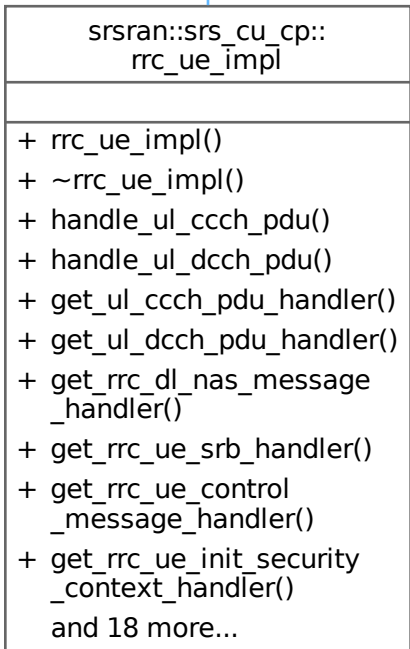 srsran::srs_cu_cp::
rrc_ue_impl
+ rrc_ue_impl()
+ ~rrc_ue_impl()
+ handle_ul_ccch_pdu()
+ handle_ul_dcch_pdu()
+ get_ul_ccch_pdu_handler()
+ get_ul_dcch_pdu_handler()
+ get_rrc_dl_nas_message
_handler()
+ get_rrc_ue_srb_handler()
+ get_rrc_ue_control
_message_handler()
+ get_rrc_ue_init_security
_context_handler()
and 18 more...